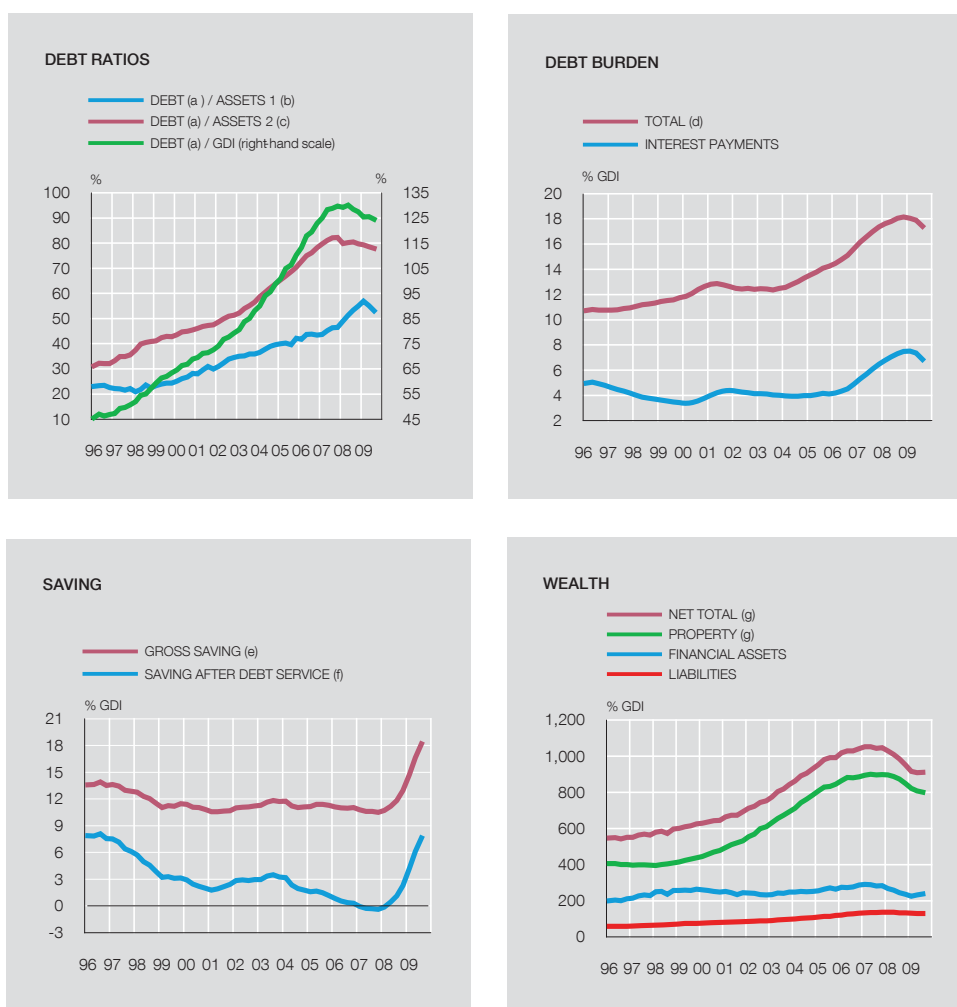 DEBT RATIOS
DEBT (a ) / ASSETS 1 (b)
DEBT (a) / ASSETS 2 (c)
DEBT (a) / GDI (right-hand scale)
% %
100 135
90 125
80 115
70 105
60 95
50 85
40 75
30 65
20 55
10 45
96 97 98 99 00 01 02 03 04 05 06 07 08 09
DEBT BURDEN
TOTAL (d)
INTEREST PAYMENTS
% GDI
20
18
16
14
12
10
8
6
4
2
96 97 98 99 00 01 02 03 04 05 06 07 08 09
SAVING
GROSS SAVING (e)
SAVING AFTER DEBT SERVICE (f)
% GDI
21
18
15
12
9
6
3
0
-3
96 97 98 99 00 01 02 03 04 05 06 07 08 09
WEALTH
NET TOTAL (g)
PROPERTY (g)
FINANCIAL ASSETS
LIABILITIES
% GDI
1,200
1,000
800
600
400
200
0
96 97 98 99 00 01 02 03 04 05 06 07 08 09